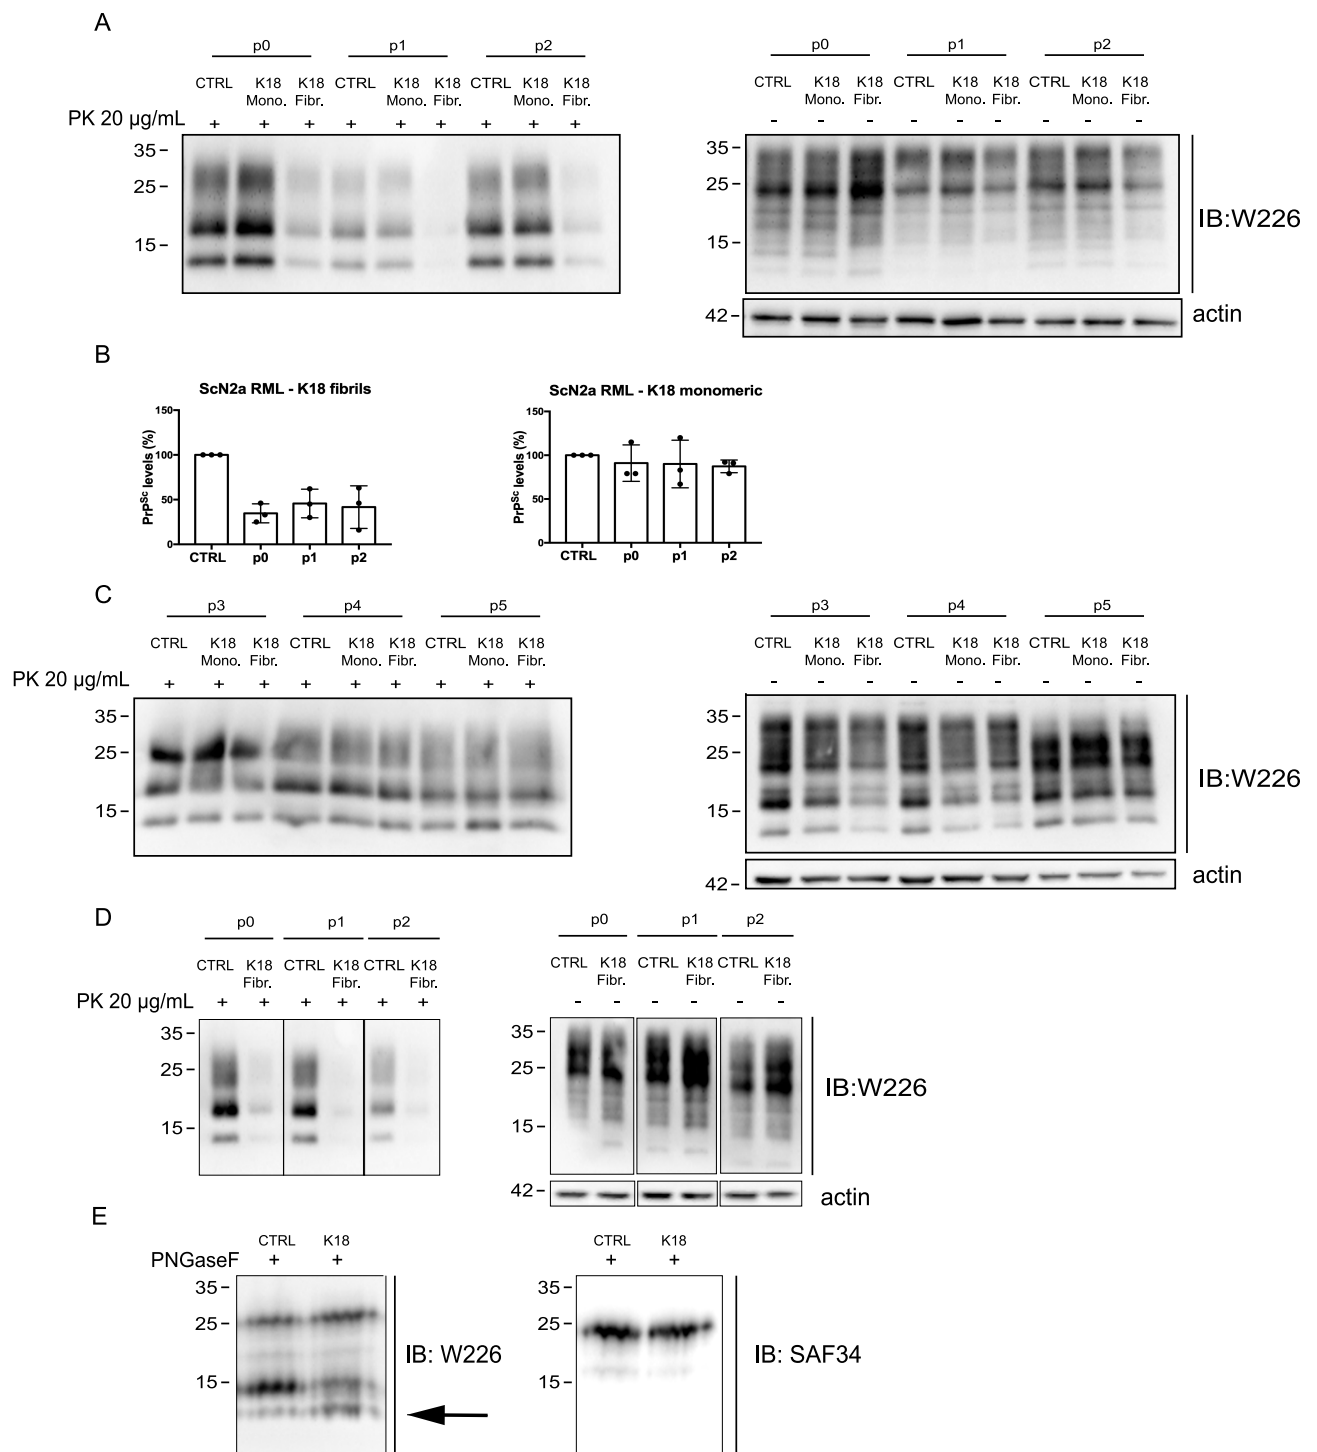 A
p0 p1 p2
CTRL K18 K18 CTRL K18 K18 CTRL K18 K18
Mono. Fibr. Mono. Fibr. Mono. Fibr.
PK 20 µg/mL + + + + + + + + +
35
25
15
p0 p1 p2
CTRL K18 K18 CTRL K18 K18 CTRL K18 K18
Mono. Fibr. Mono. Fibr. Mono. Fibr.
- - - - - - - - -
35
25
15
IB:W226
42
actin
B
ScN2a RML - K18 fibrils
PrPSc levels (%)
150
100
50
0
CTRL p0 p1 p2
ScN2a RML - K18 monomeric
PrPSc levels (%)
150
100
50
0
CTRL p0 p1 p2
C
p3 p4 p5
CTRL K18 K18 CTRL K18 K18 CTRL K18 K18
Mono. Fibr. Mono. Fibr. Mono. Fibr.
PK 20 µg/mL + + + + + + + + +
35
25
15
p3 p4 p5
CTRL K18 K18 CTRL K18 K18 CTRL K18 K18
Mono. Fibr. Mono. Fibr. Mono. Fibr.
- - - - - - - - -
35
25
15
IB:W226
42
actin
D
p0 p1 p2
CTRL K18 CTRL K18 CTRL K18
Fibr. Fibr. Fibr.
PK 20 µg/mL + + + + + +
35
25
15
p0 p1 p2
CTRL K18 CTRL K18 CTRL K18
Fibr. Fibr. Fibr.
- - - - - -
35
25
15
IB:W226
42
actin
E
CTRL K18
PNGaseF + +
35
25
15
IB: W226
CTRL K18
+ +
35
25
15
IB: SAF34